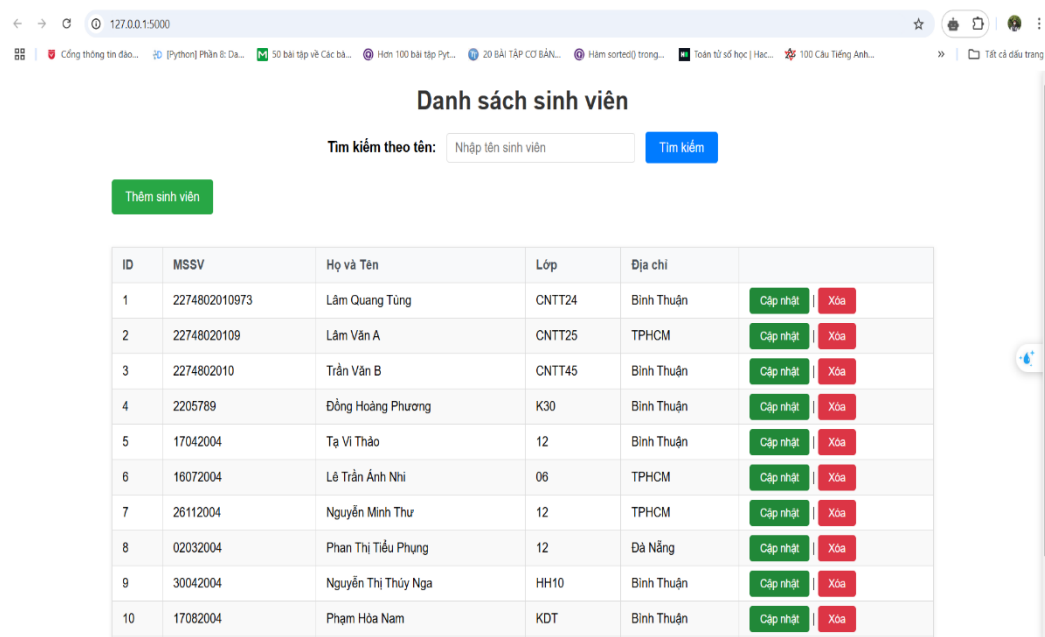 127.0.0.1:5000
Cổng thông tin đào... [Python] Phần 8: Da... 50 bài tập về Các bà... Hơn 100 bài tập Pyt... 20 BÀI TẬP CƠ BẢN... Hàm sorted() trong... Toán tử số học | Hac... 100 Câu Tiếng Anh... » Tất cả dấu trang
Danh sách sinh viên
Tìm kiếm theo tên: Nhập tên sinh viên Tìm kiếm
Thêm sinh viên
ID MSSV Họ và Tên Lớp Địa chỉ
1 2274802010973 Lâm Quang Tùng CNTT24 Bình Thuận Cập nhật | Xóa
2 22748020109 Lâm Văn A CNTT25 TPHCM Cập nhật | Xóa
3 2274802010 Trần Văn B CNTT45 Bình Thuận Cập nhật | Xóa
4 2205789 Đồng Hoàng Phương K30 Bình Thuận Cập nhật | Xóa
5 17042004 Tạ Vi Thảo 12 Bình Thuận Cập nhật | Xóa
6 16072004 Lê Trần Ánh Nhi 06 TPHCM Cập nhật | Xóa
7 26112004 Nguyễn Minh Thư 12 TPHCM Cập nhật | Xóa
8 02032004 Phan Thị Tiểu Phụng 12 Đà Nẵng Cập nhật | Xóa
9 30042004 Nguyễn Thị Thúy Nga HH10 Bình Thuận Cập nhật | Xóa
10 17082004 Phạm Hòa Nam KDT Bình Thuận Cập nhật | Xóa